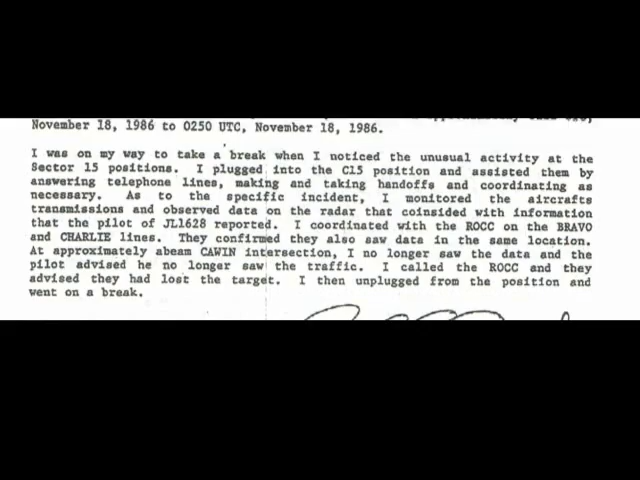 November 18, 1986 to 0250 UTC, November 18, 1986.
I was on my way to take a break when I noticed the unusual activity at the
Sector 15 positions. I plugged into the C15 position and assisted them by
answering telephone lines, making and taking handoffs and coordinating as
necessary. As to the specific incident, I monitored the aircrafts
transmissions and observed data on the radar that coinsided with information
that the pilot of JL1628 reported. I coordinated with the ROCC on the BRAVO
and CHARLIE lines. They confirmed they also saw data in the same location.
At approximately abeam CAWIN intersection, I no longer saw the data and the
pilot advised he no longer saw the traffic. I called the ROCC and they
advised they had lost the target. I then unplugged from the position and
went on a break.